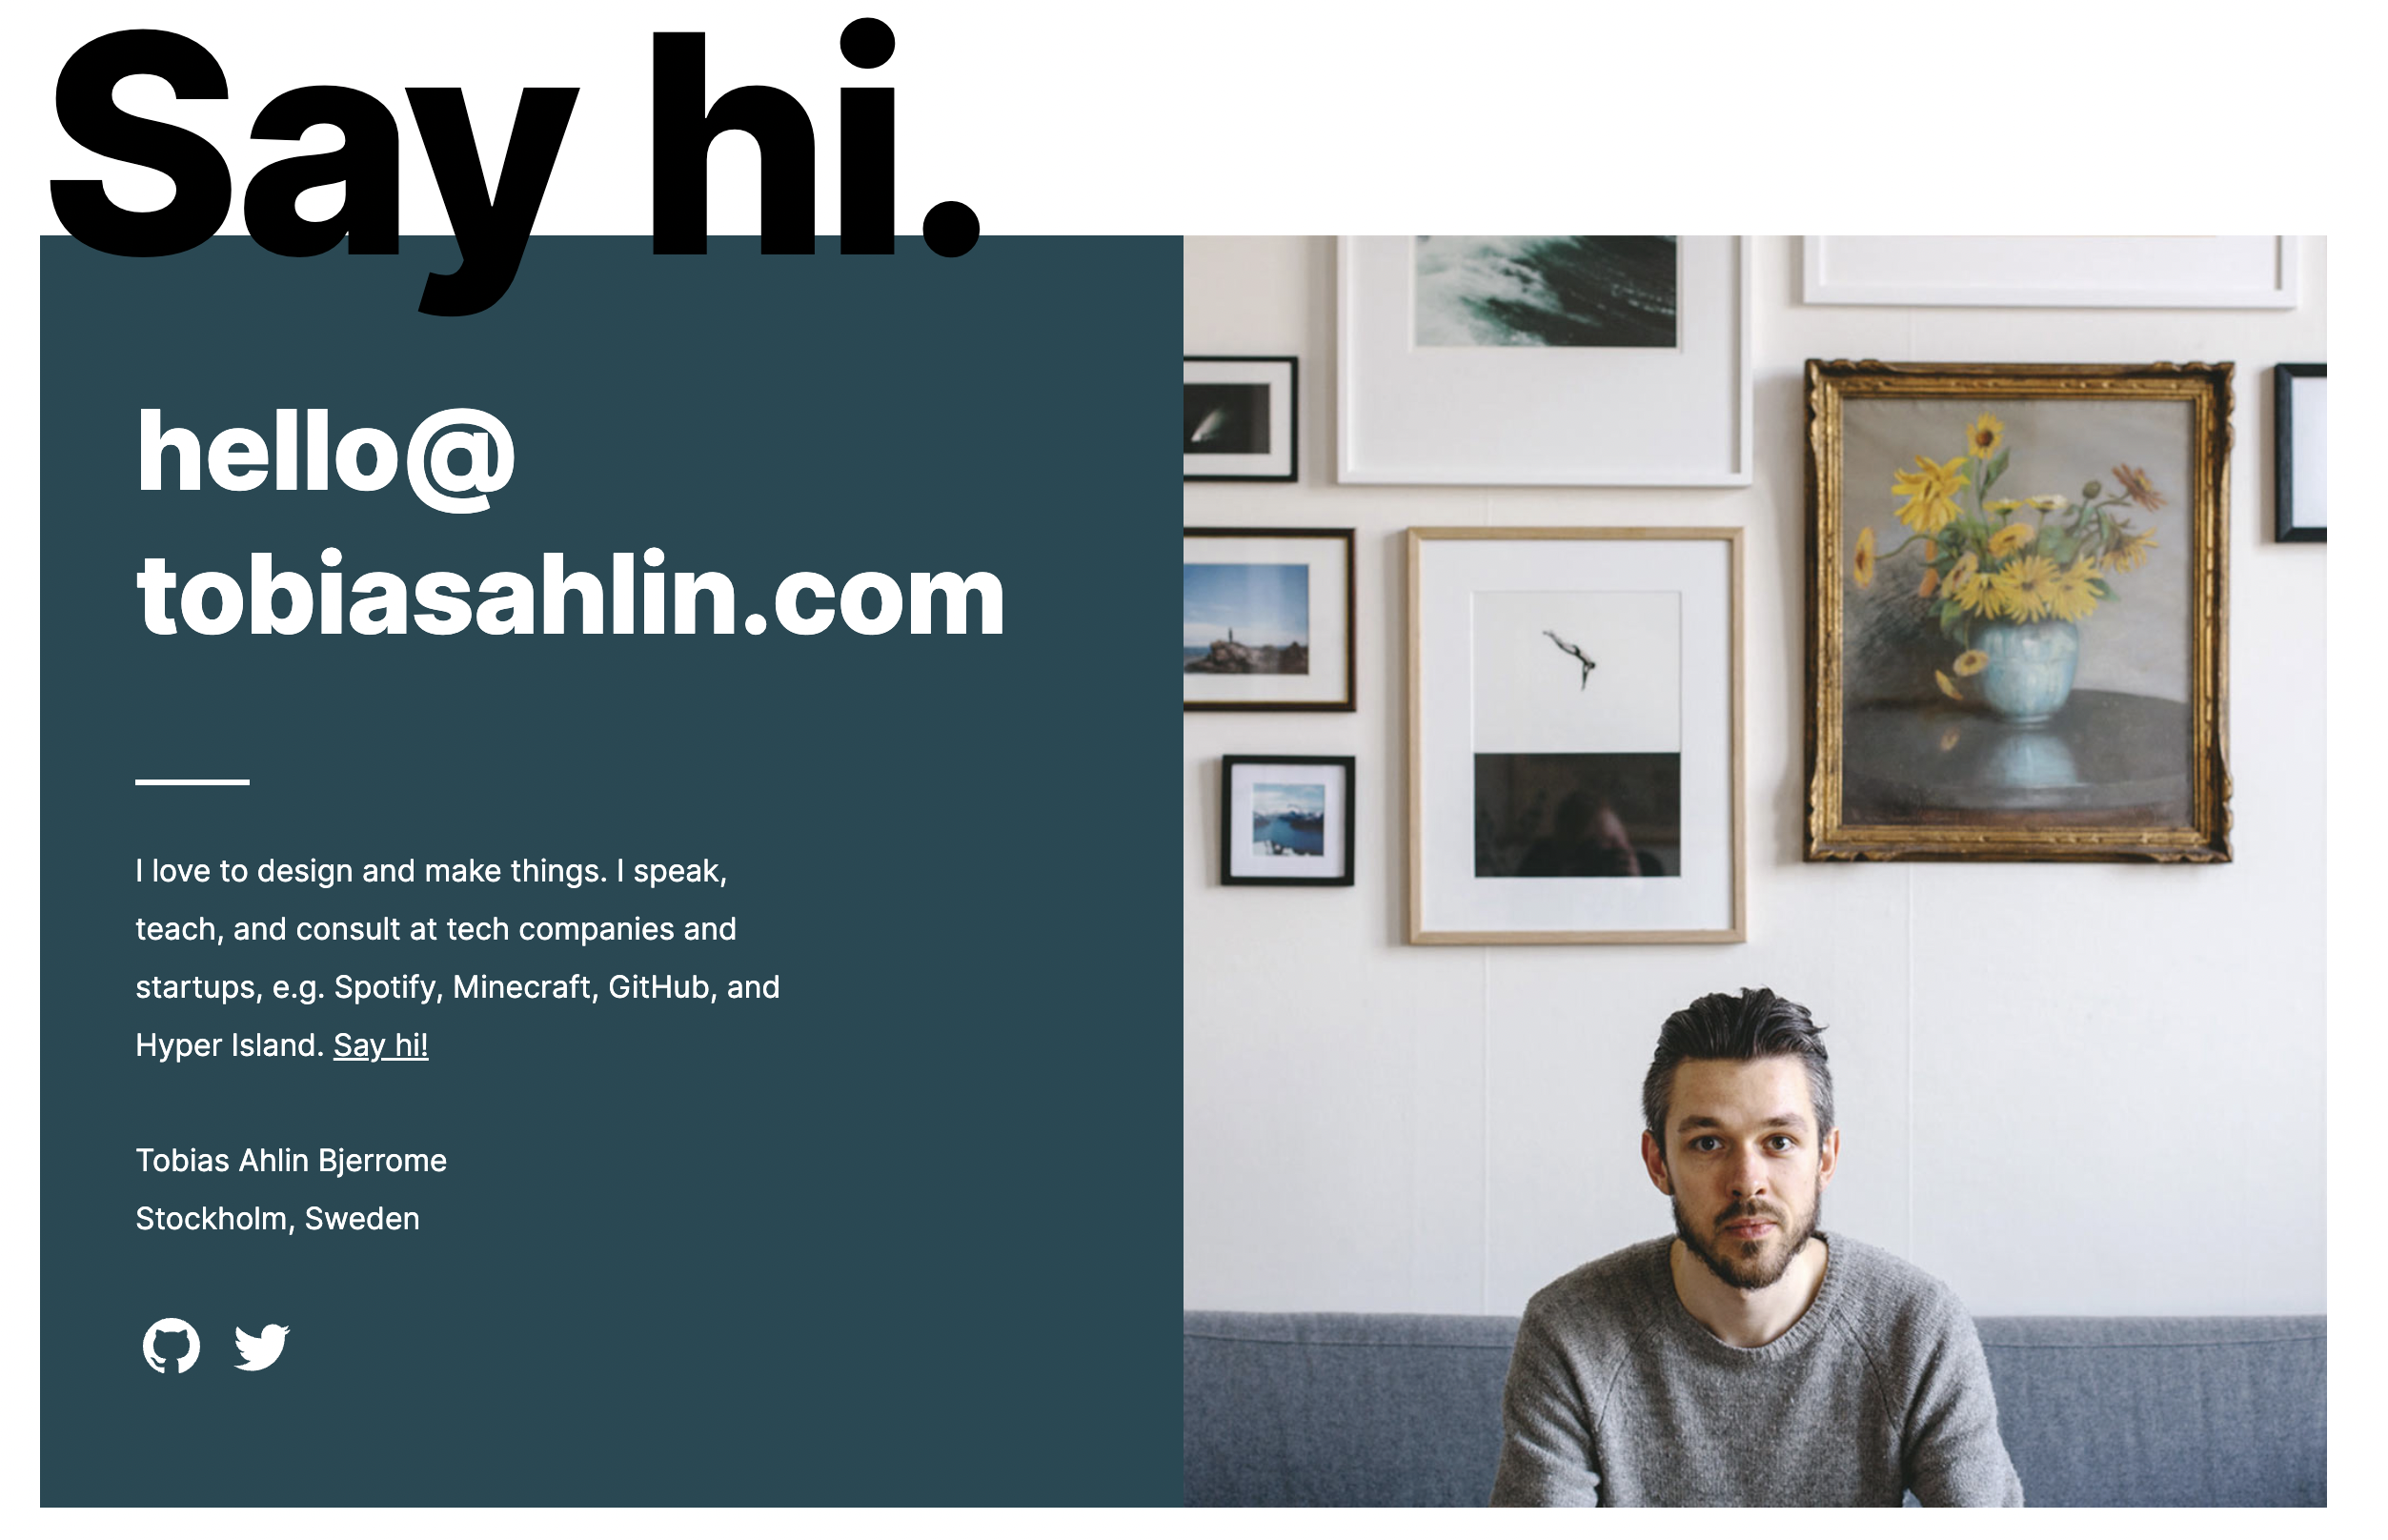 Say hi.
hello@
tobiasahlin.com
I love to design and make things. I speak,
teach, and consult at tech companies and
startups, e.g. Spotify, Minecraft, GitHub, and
Hyper Island. Say hi!
Tobias Ahlin Bjerrome
Stockholm, Sweden